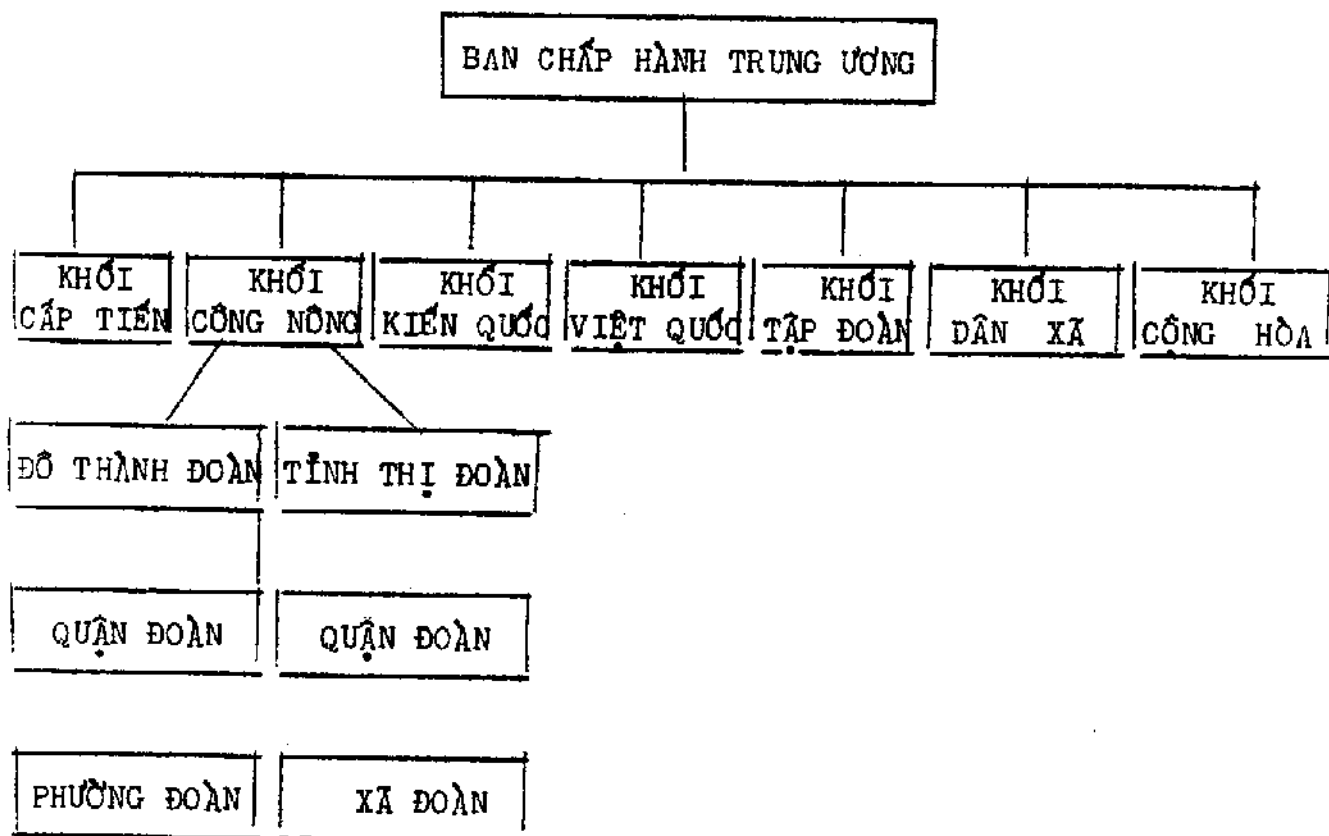 BAN CHẤP HÀNH TRUNG ƯƠNG
KHỐI
CẤP TIẾN
KHỐI
CÔNG NÔNG
KHỐI
KIẾN QUỐC
KHỐI
VIỆT QUỐC
KHỐI
TẬP ĐOÀN
KHỐI
DÂN XÃ
KHỐI
CỘNG HÒA
ĐÔ THÀNH ĐOÀN
TỈNH THỊ ĐOÀN
QUẬN ĐOÀN
QUẬN ĐOÀN
PHƯỜNG ĐOÀN
XÃ ĐOÀN